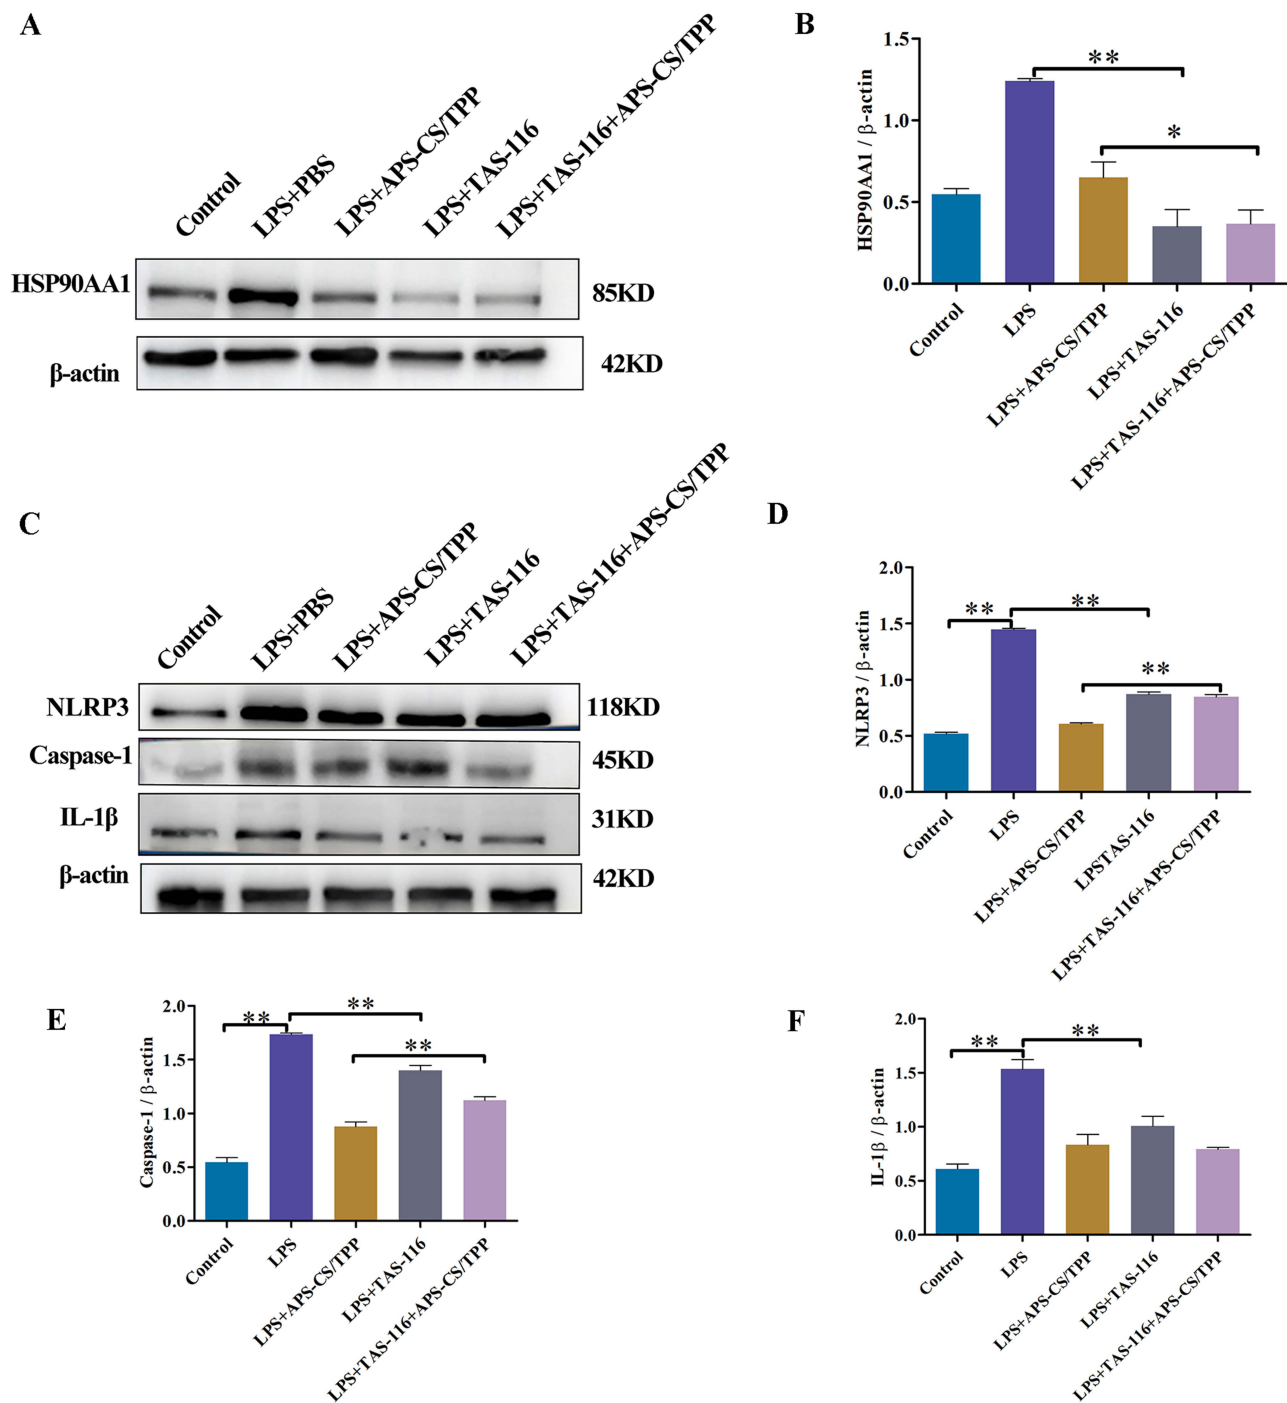 A
Control
LPS+PBS
LPS+APS-CS/TPP
LPS+TAS-116
LPS+TAS-116+APS-CS/TPP
HSP90AA1
85KD
β-actin
42KD
B
HSP90AA1 / β-actin
1.5
1.0
0.5
0.0
**
*
Control
LPS
LPS+APS-CS/TPP
LPS+TAS-116
LPS+TAS-116+APS-CS/TPP
C
Control
LPS+PBS
LPS+APS-CS/TPP
LPS+TAS-116
LPS+TAS-116+APS-CS/TPP
NLRP3
118KD
Caspase-1
45KD
IL-1β
31KD
β-actin
42KD
D
NLRP3 / β-actin
2.0
1.5
1.0
0.5
0.0
**
**
**
Control
LPS
LPS+APS-CS/TPP
LPSTAS-116
LPS+TAS-116+APS-CS/TPP
E
Caspase-1 / β-actin
2.0
1.5
1.0
0.5
0.0
**
**
**
Control
LPS
LPS+APS-CS/TPP
LPS+TAS-116
LPS+TAS-116+APS-CS/TPP
F
IL-1β / β-actin
2.0
1.5
1.0
0.5
0.0
**
**
Control
LPS
LPS+APS-CS/TPP
LPS+TAS-116
LPS+TAS-116+APS-CS/TPP